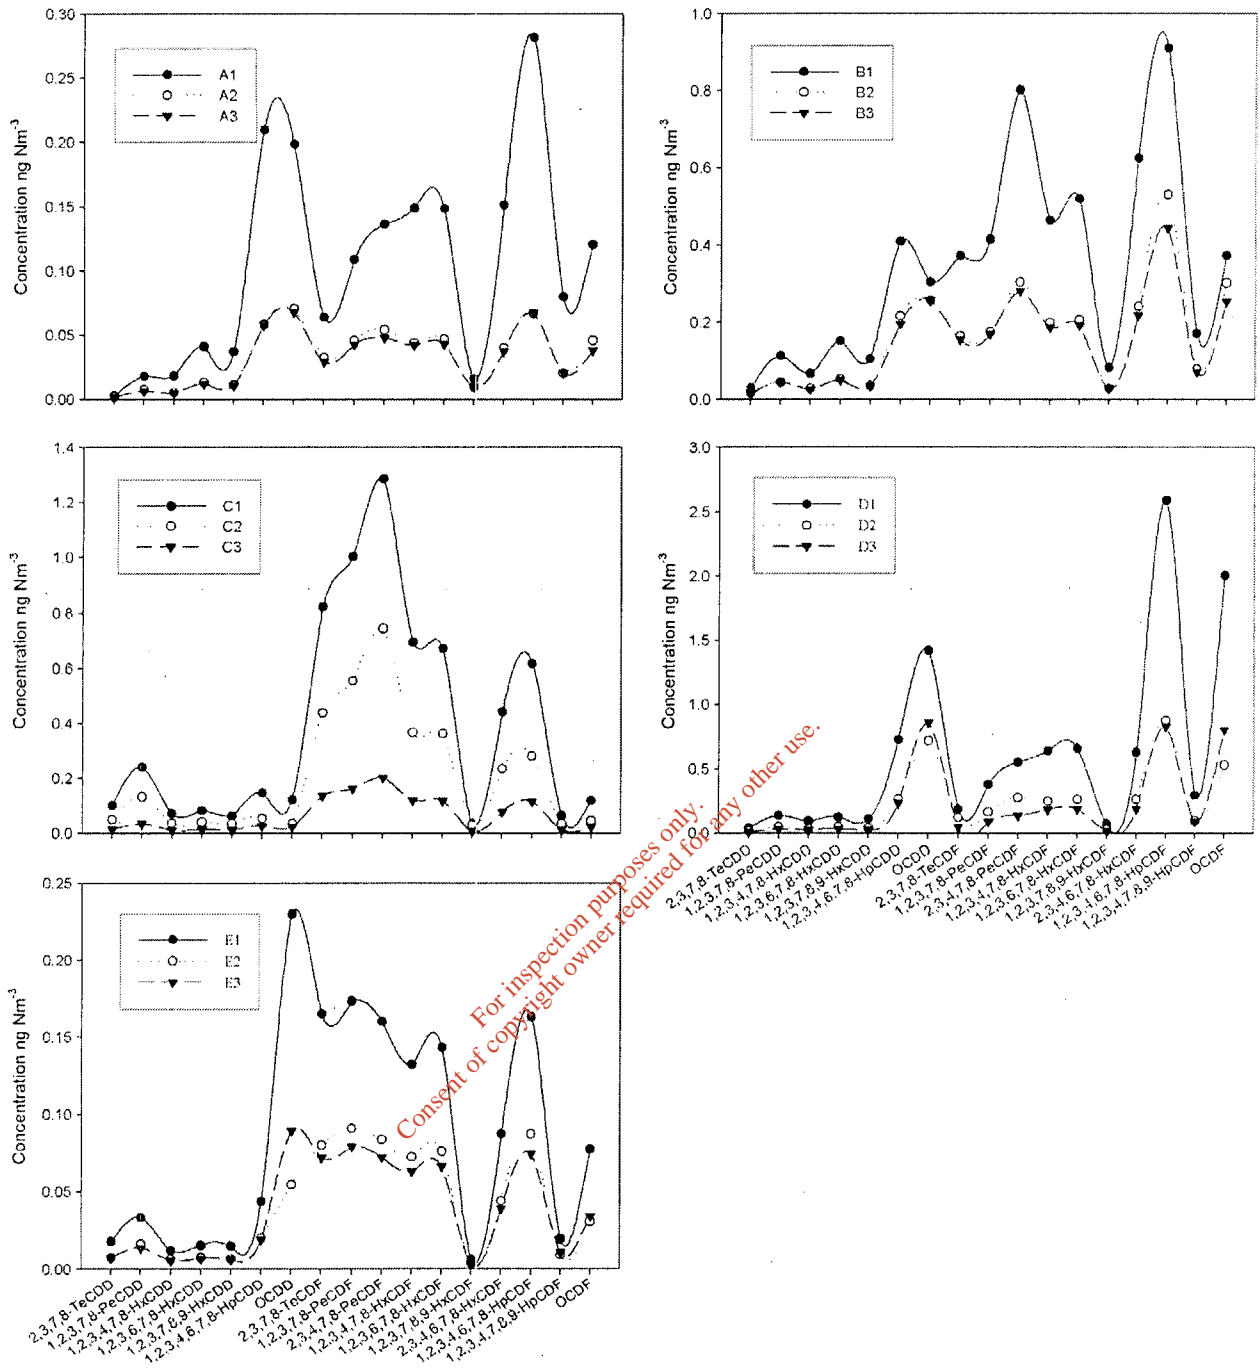 0.30
0.25
0.20
0.15
0.10
0.05
0.00
Concentration ng Nm-3
A1
A2
A3
1.0
0.8
0.6
0.4
0.2
0.0
Concentration ng Nm-3
B1
B2
B3
1.4
1.2
1.0
0.8
0.6
0.4
0.2
0.0
Concentration ng Nm-3
C1
C2
C3
3.0
2.5
2.0
1.5
1.0
0.5
0.0
Concentration ng Nm-3
D1
D2
D3
2,3,7,8-TeCDD
1,2,3,7,8-PeCDD
1,2,3,4,7,8-HxCDD
1,2,3,6,7,8-HxCDD
1,2,3,7,8,9-HxCDD
1,2,3,4,6,7,8-HpCDD
OCDD
2,3,7,8-TeCDF
1,2,3,7,8-PeCDF
2,3,4,7,8-PeCDF
1,2,3,4,7,8-HxCDF
1,2,3,6,7,8-HxCDF
1,2,3,7,8,9-HxCDF
2,3,4,6,7,8-HxCDF
1,2,3,4,6,7,8-HpCDF
1,2,3,4,7,8,9-HpCDF
OCDF
0.25
0.20
0.15
0.10
0.05
0.00
Concentration ng Nm-3
E1
E2
E3
2,3,7,8-TeCDD
1,2,3,7,8-PeCDD
1,2,3,4,7,8-HxCDD
1,2,3,6,7,8-HxCDD
1,2,3,7,8,9-HxCDD
1,2,3,4,6,7,8-HpCDD
OCDD
2,3,7,8-TeCDF
1,2,3,7,8-PeCDF
2,3,4,7,8-PeCDF
1,2,3,4,7,8-HxCDF
1,2,3,6,7,8-HxCDF
1,2,3,7,8,9-HxCDF
2,3,4,6,7,8-HxCDF
1,2,3,4,6,7,8-HpCDF
1,2,3,4,7,8,9-HpCDF
OCDF
For inspection purposes only.
Consent of copyright owner required for any other use.